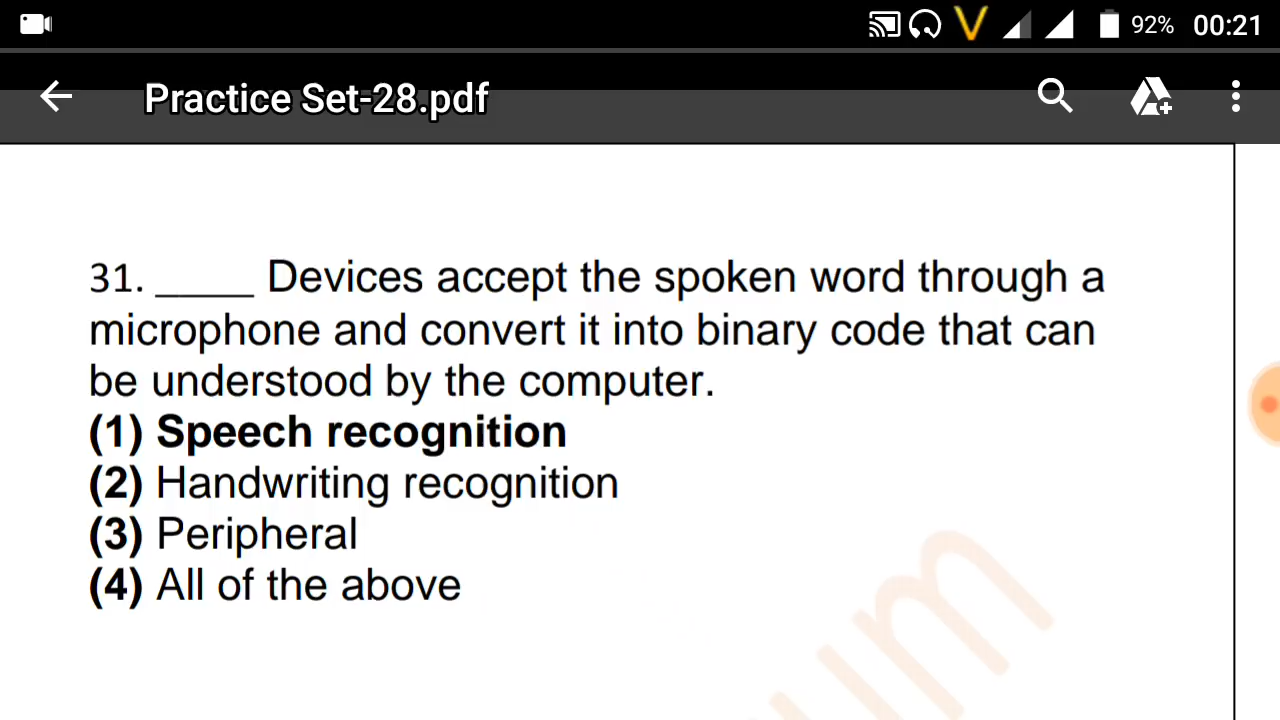 92% 00:21
Practice Set-28.pdf
31. ____ Devices accept the spoken word through a
microphone and convert it into binary code that can
be understood by the computer.
(1) Speech recognition
(2) Handwriting recognition
(3) Peripheral
(4) All of the above